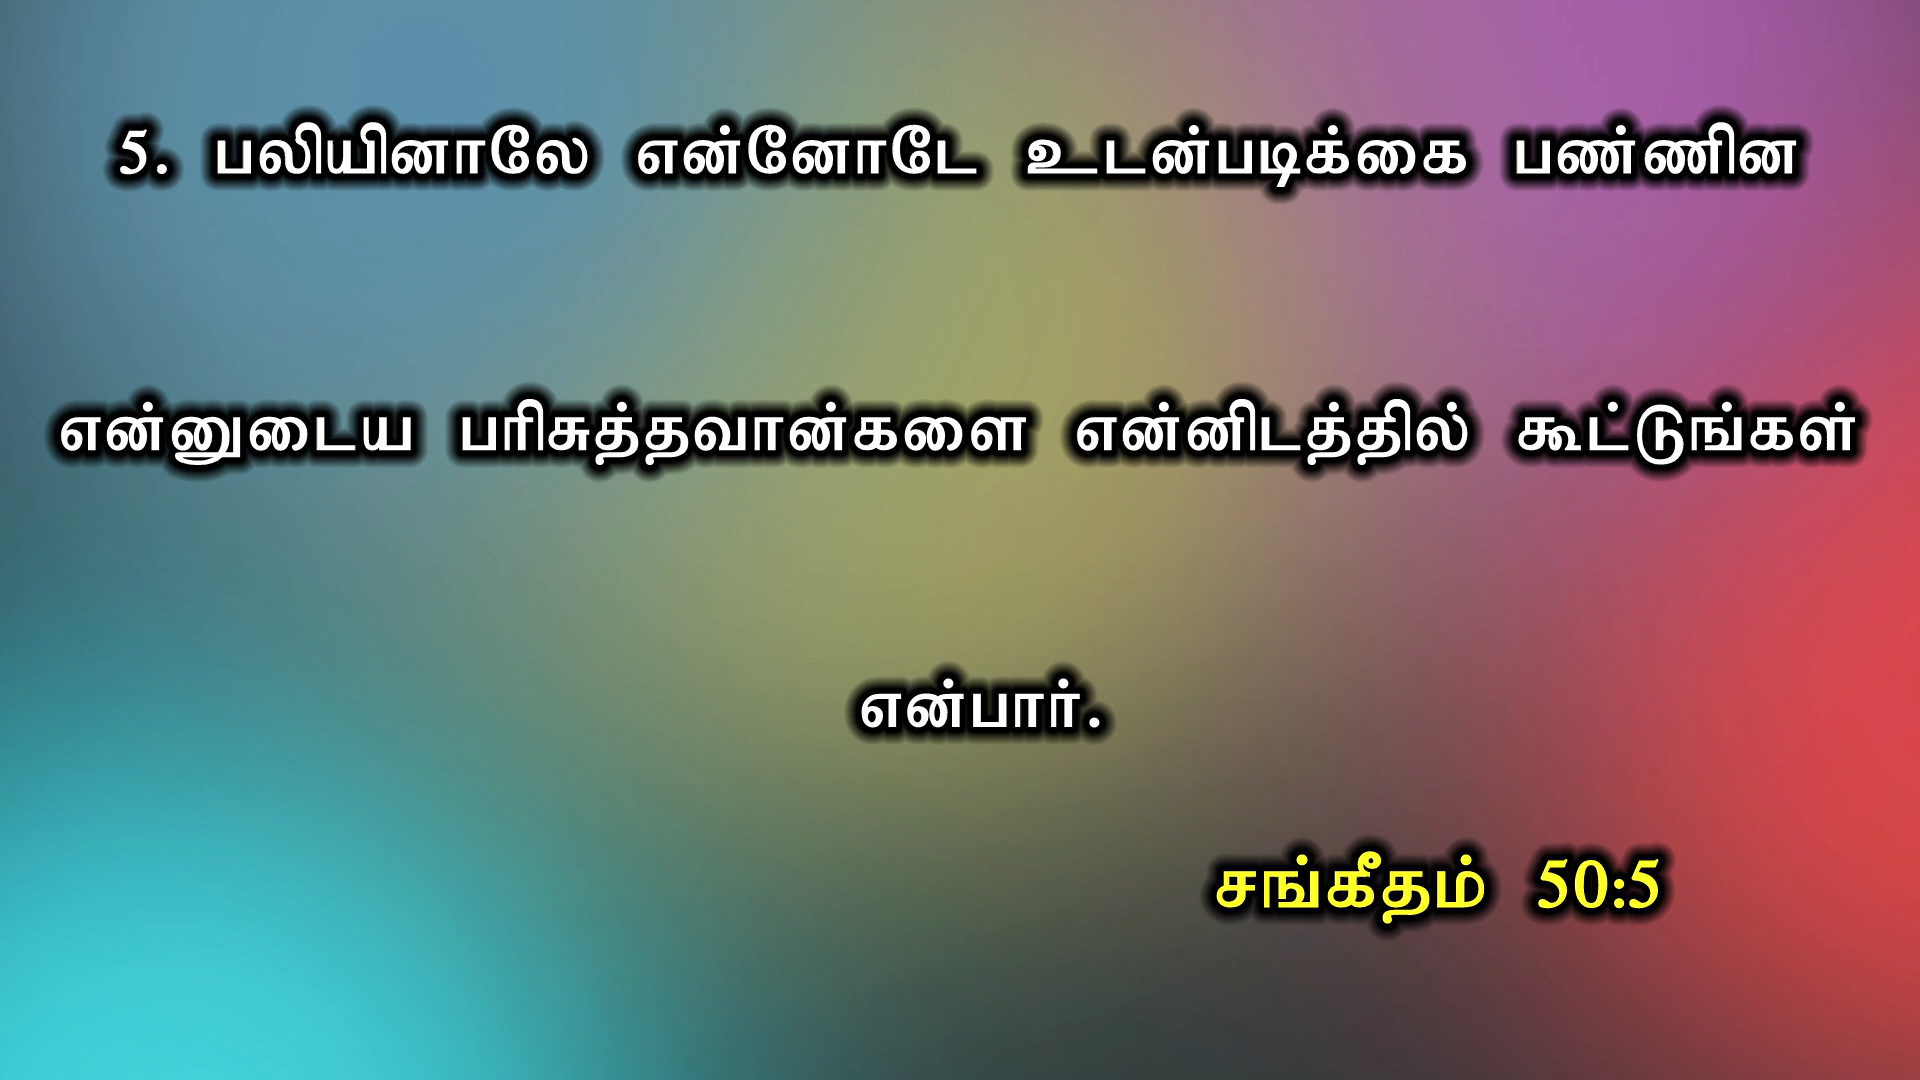 5. பலியினாலே என்னோடே உடன்படிக்கை பண்ணின
என்னுடைய பரிசுத்தவான்களை என்னிடத்தில் கூட்டுங்கள்
என்பார்.
சங்கீதம் 50:5